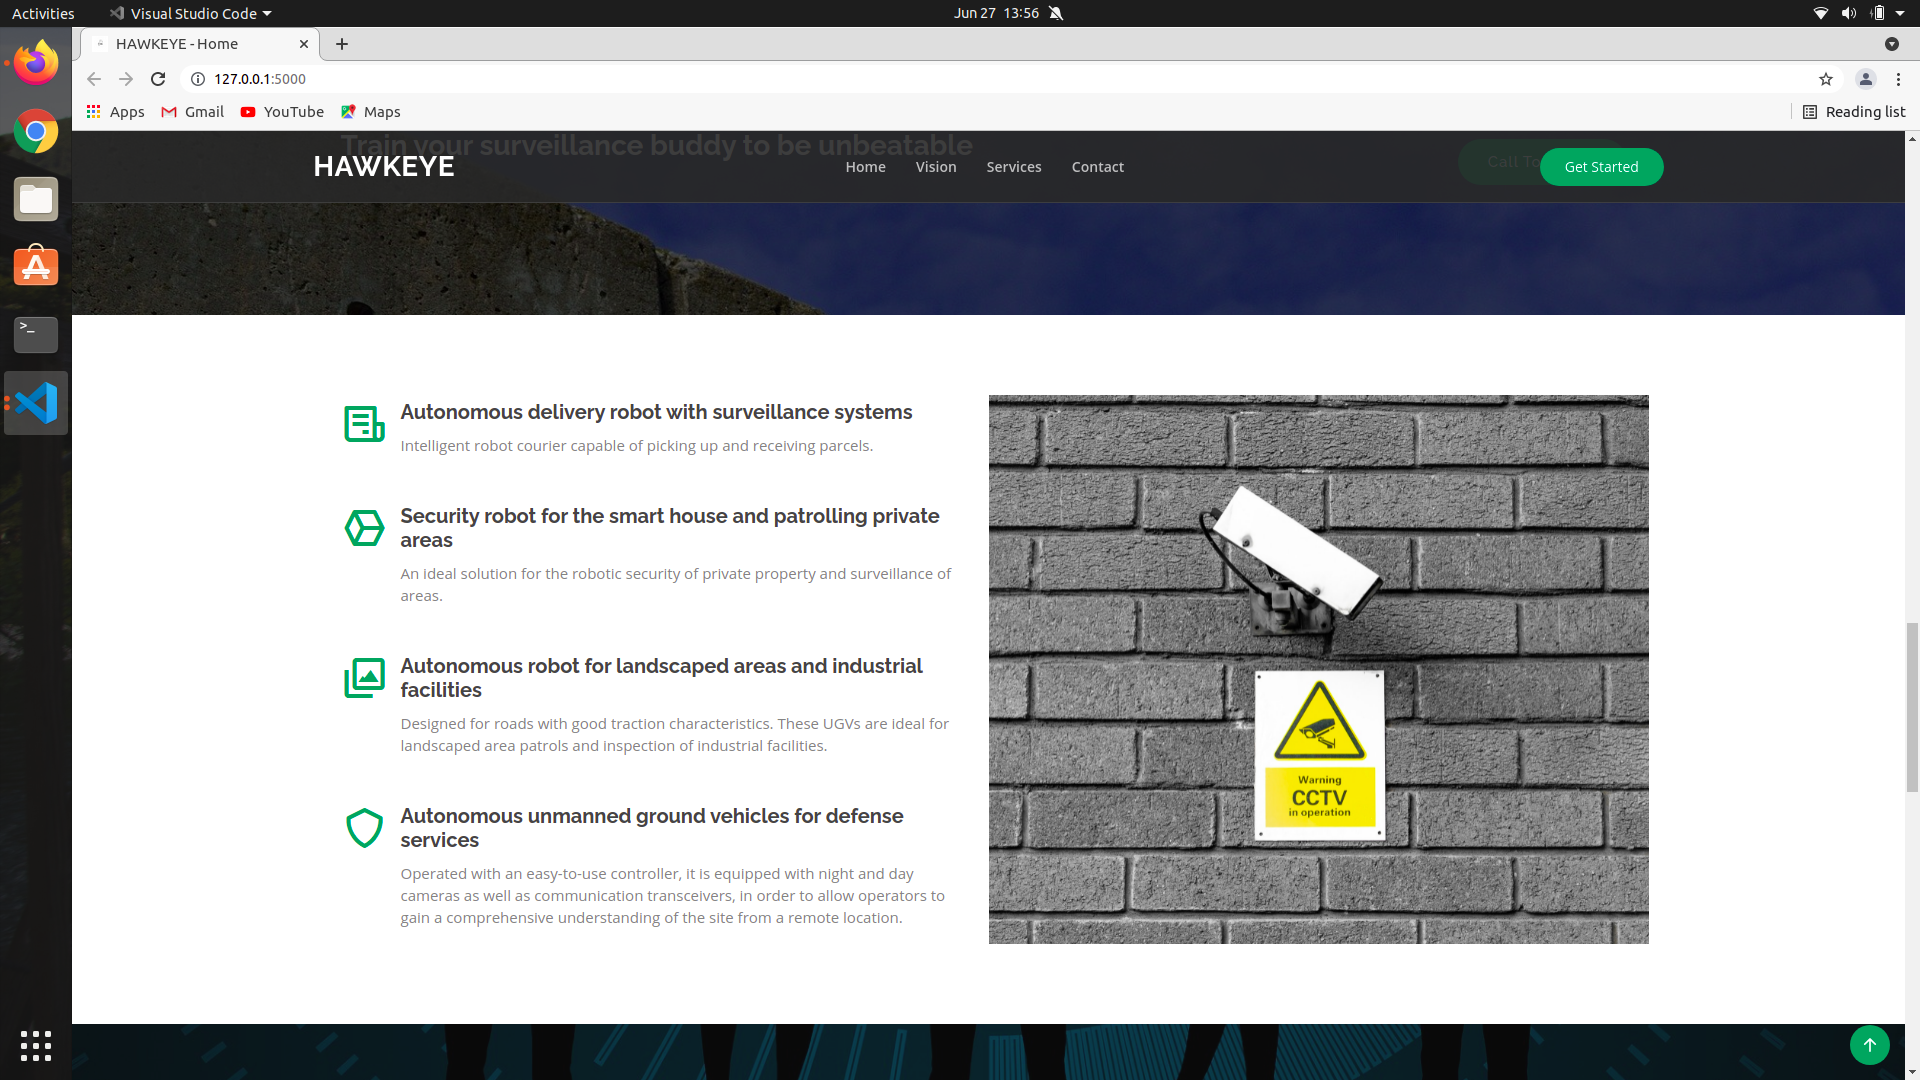 Activities
Visual Studio Code
Jun 27 13:56
HAWKEYE - Home
127.0.0.1:5000
Apps
Gmail
YouTube
Maps
Reading list
Train your surveillance buddy to be unbeatable
HAWKEYE
Home
Vision
Services
Contact
Call To
Get Started
Autonomous delivery robot with surveillance systems
Intelligent robot courier capable of picking up and receiving parcels.
Security robot for the smart house and patrolling private
areas
An ideal solution for the robotic security of private property and surveillance of
areas.
Autonomous robot for landscaped areas and industrial
facilities
Designed for roads with good traction characteristics. These UGVs are ideal for
landscaped area patrols and inspection of industrial facilities.
Autonomous unmanned ground vehicles for defense
services
Operated with an easy-to-use controller, it is equipped with night and day
cameras as well as communication transceivers, in order to allow operators to
gain a comprehensive understanding of the site from a remote location.
Warning
CCTV
in operation